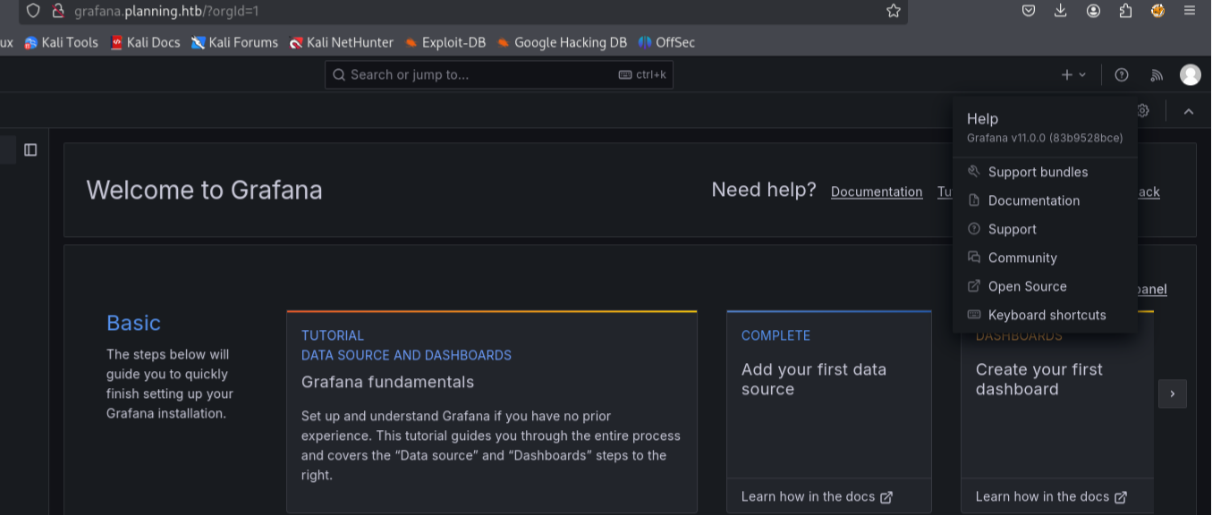 grafana.planning.htb/?orgId=1
ux Kali Tools Kali Docs Kali Forums Kali NetHunter Exploit-DB Google Hacking DB OffSec
Search or jump to... ctrl+k
Help
Grafana v11.0.0 (83b9528bce)
Support bundles
Documentation
Support
Community
Open Source
Keyboard shortcuts
Welcome to Grafana
Need help? Documentation Tu ack
panel
Basic
The steps below will
guide you to quickly
finish setting up your
Grafana installation.
TUTORIAL
DATA SOURCE AND DASHBOARDS
Grafana fundamentals
Set up and understand Grafana if you have no prior
experience. This tutorial guides you through the entire process
and covers the “Data source” and “Dashboards” steps to the
right.
COMPLETE
Add your first data
source
Learn how in the docs
DASHBOARDS
Create your first
dashboard
Learn how in the docs